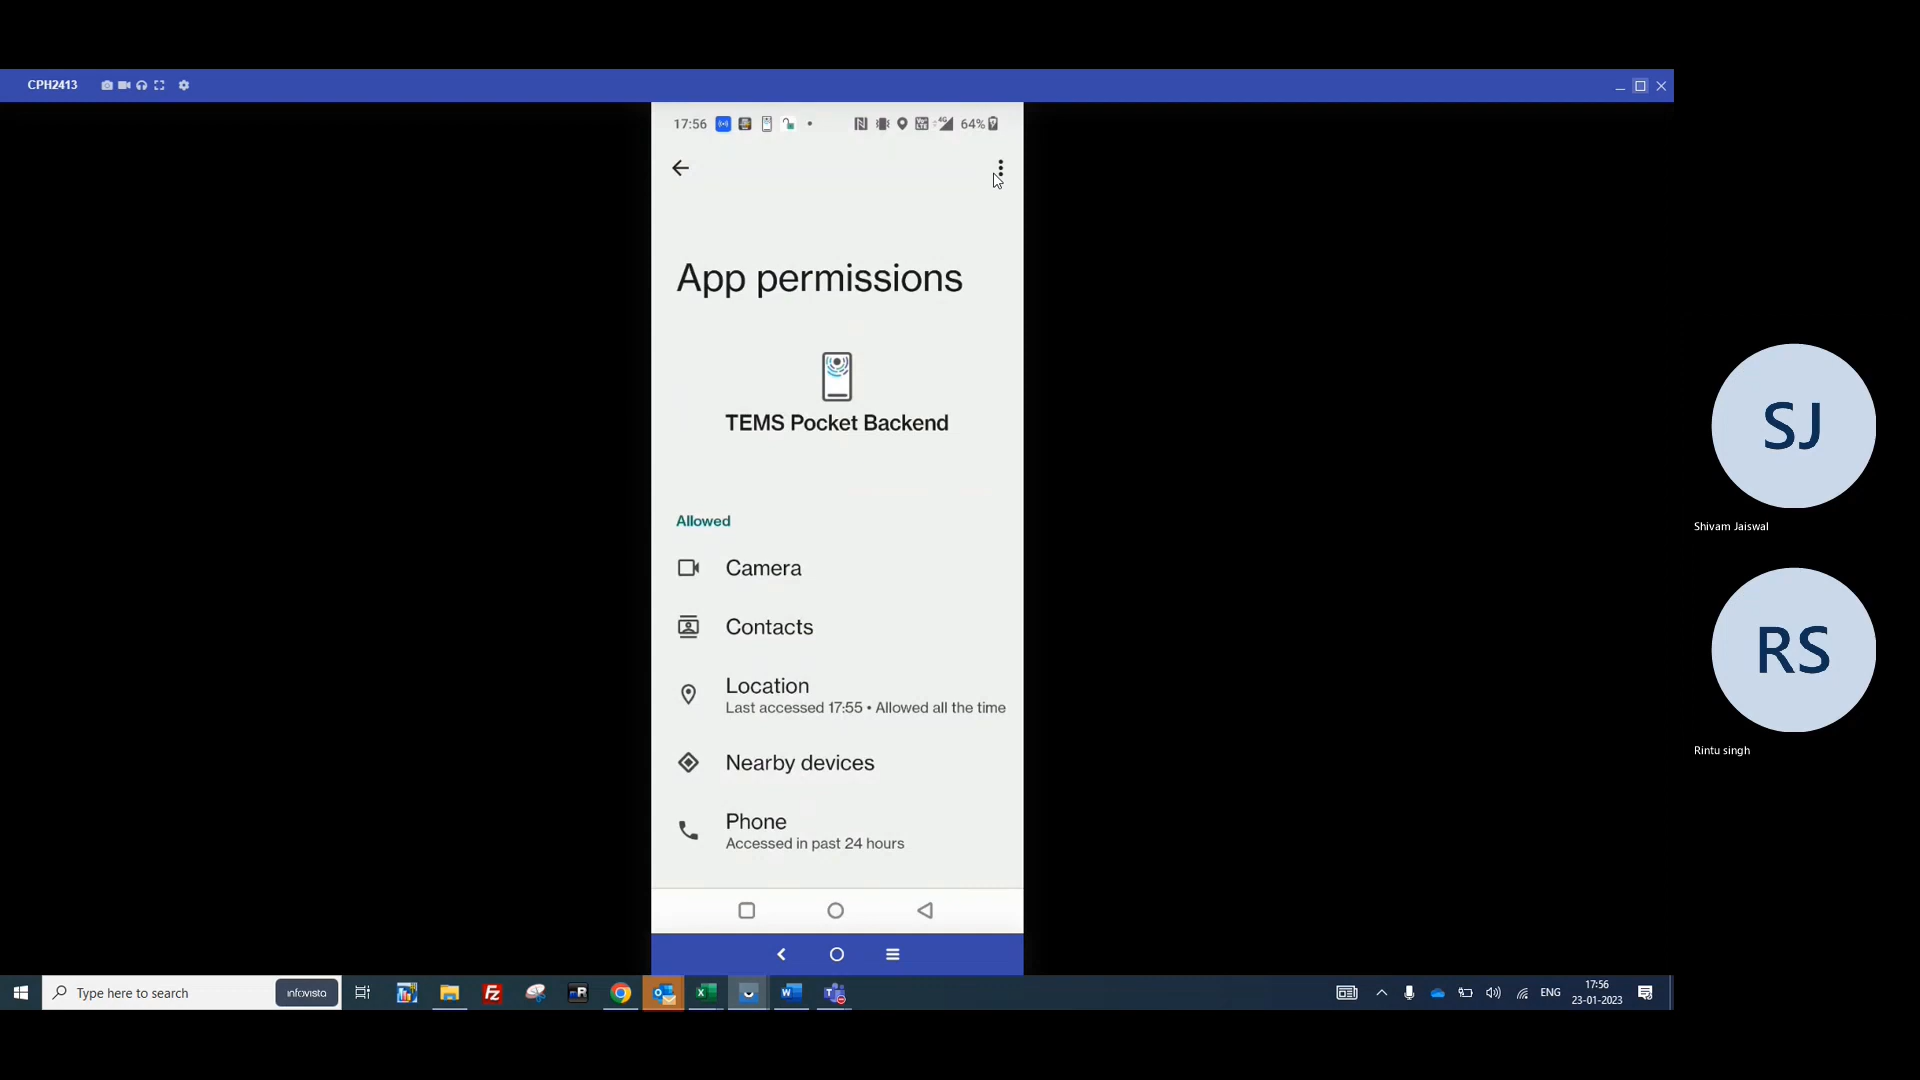 CPH2413
17:56
4G
64%
App permissions
TEMS Pocket Backend
Allowed
Camera
Contacts
Location
Last accessed 17:55 • Allowed all the time
Nearby devices
Phone
Accessed in past 24 hours
SJ
Shivam Jaiswal
RS
Rintu singh
Type here to search
infovista
ENG
17:56
23-01-2023